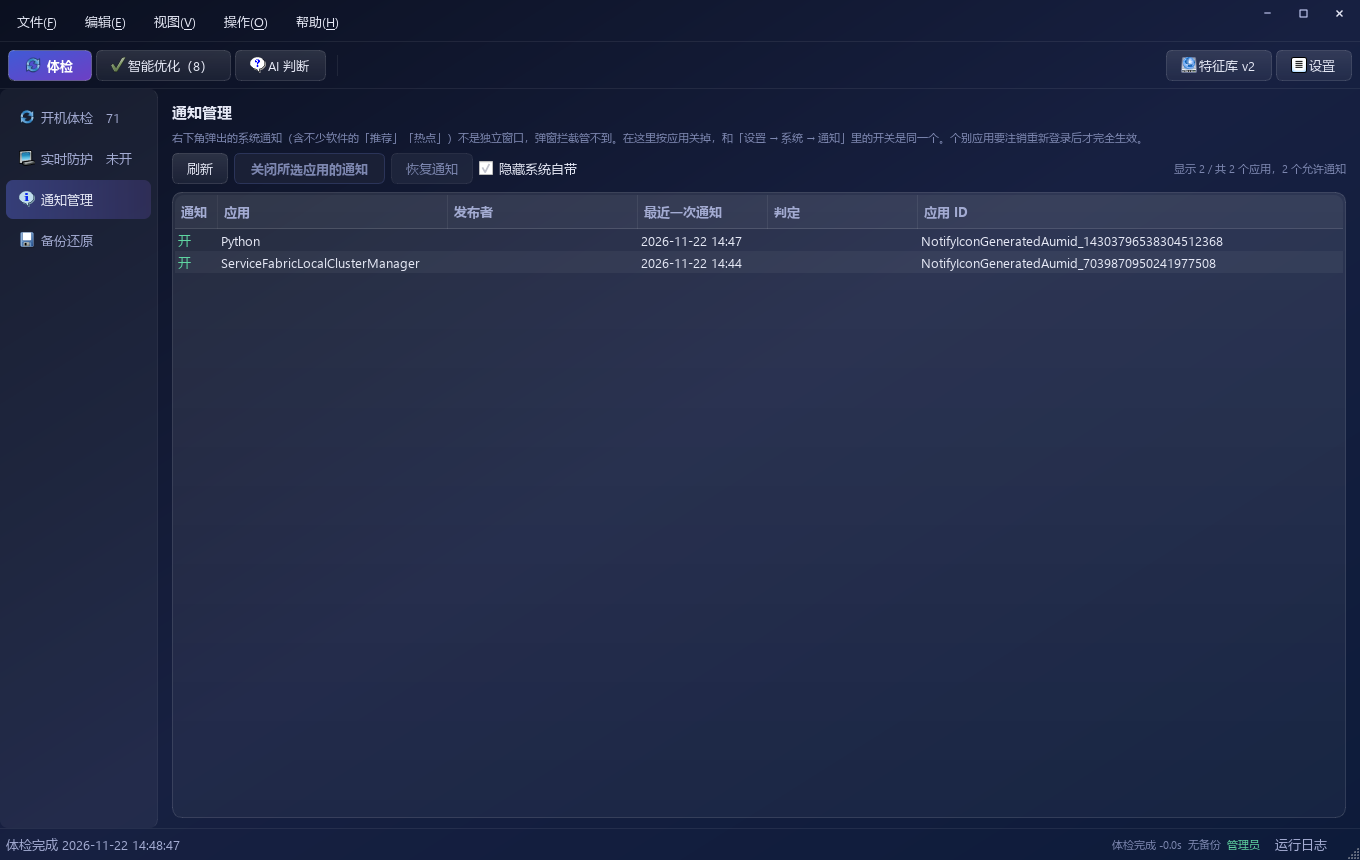 文件(F) 编辑(E) 视图(V) 操作(O) 帮助(H)
体检 智能优化（8） AI 判断 特征库 v2 设置
开机体检 71
实时防护 未开
通知管理
备份还原
通知管理
右下角弹出的系统通知（含不少软件的「推荐」「热点」）不是独立窗口，弹窗拦截管不到。在这里按应用关掉，和「设置 → 系统 → 通知」里的开关是同一个。个别应用要注销重新登录后才完全生效。
刷新 关闭所选应用的通知 恢复通知 隐藏系统自带 显示 2 / 共 2 个应用，2 个允许通知
通知 应用 发布者 最近一次通知 判定 应用 ID
开 Python 2026-11-22 14:47 NotifyIconGeneratedAumid_14303796538304512368
开 ServiceFabricLocalClusterManager 2026-11-22 14:44 NotifyIconGeneratedAumid_7039870950241977508
体检完成 2026-11-22 14:48:47 体检完成 -0.0s 无备份 管理员 运行日志